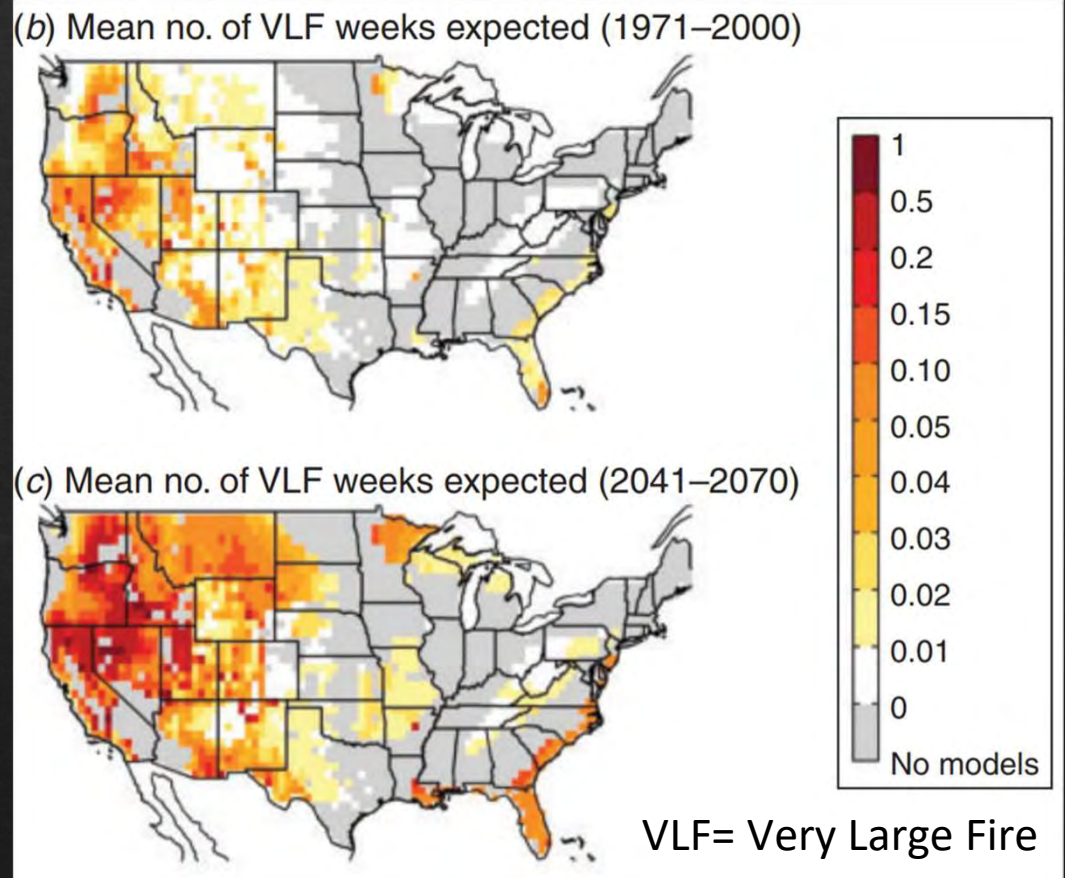 (b) Mean no. of VLF weeks expected (1971–2000)
1
0.5
0.2
0.15
0.10
0.05
0.04
0.03
0.02
0.01
0
No models
(c) Mean no. of VLF weeks expected (2041–2070)
VLF= Very Large Fire